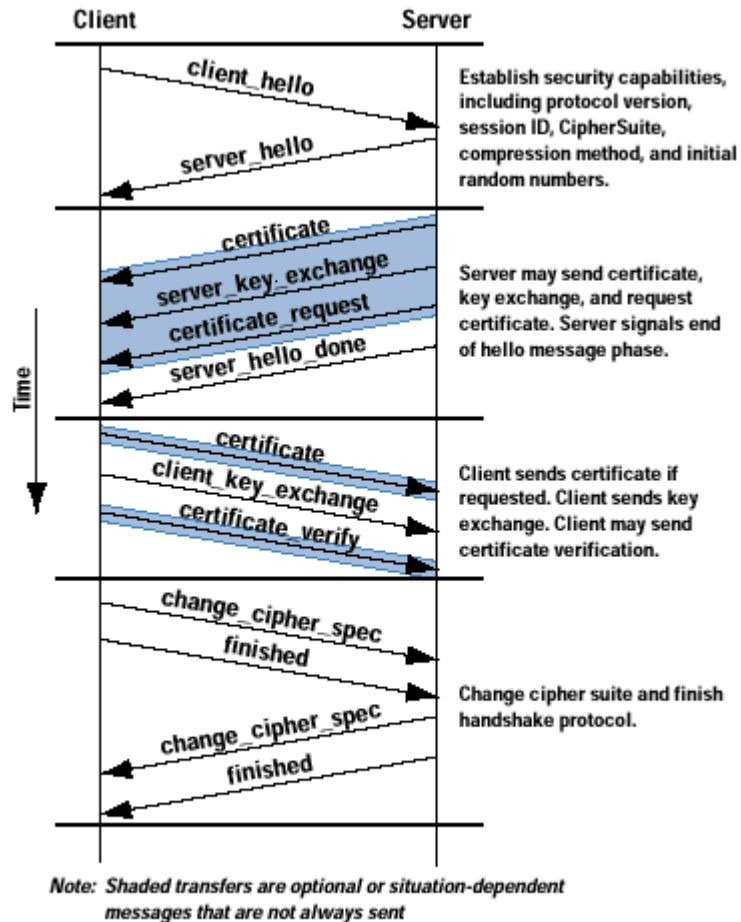 Client
Server
client_hello
server_hello
Establish security capabilities,
including protocol version,
session ID, CipherSuite,
compression method, and initial
random numbers.
certificate
server_key_exchange
certificate_request
server_hello_done
Server may send certificate,
key exchange, and request
certificate. Server signals end
of hello message phase.
Time
certificate
client_key_exchange
certificate_verify
Client sends certificate if
requested. Client sends key
exchange. Client may send
certificate verification.
change_cipher_spec
finished
change_cipher_spec
finished
Change cipher suite and finish
handshake protocol.
Note: Shaded transfers are optional or situation-dependent
messages that are not always sent